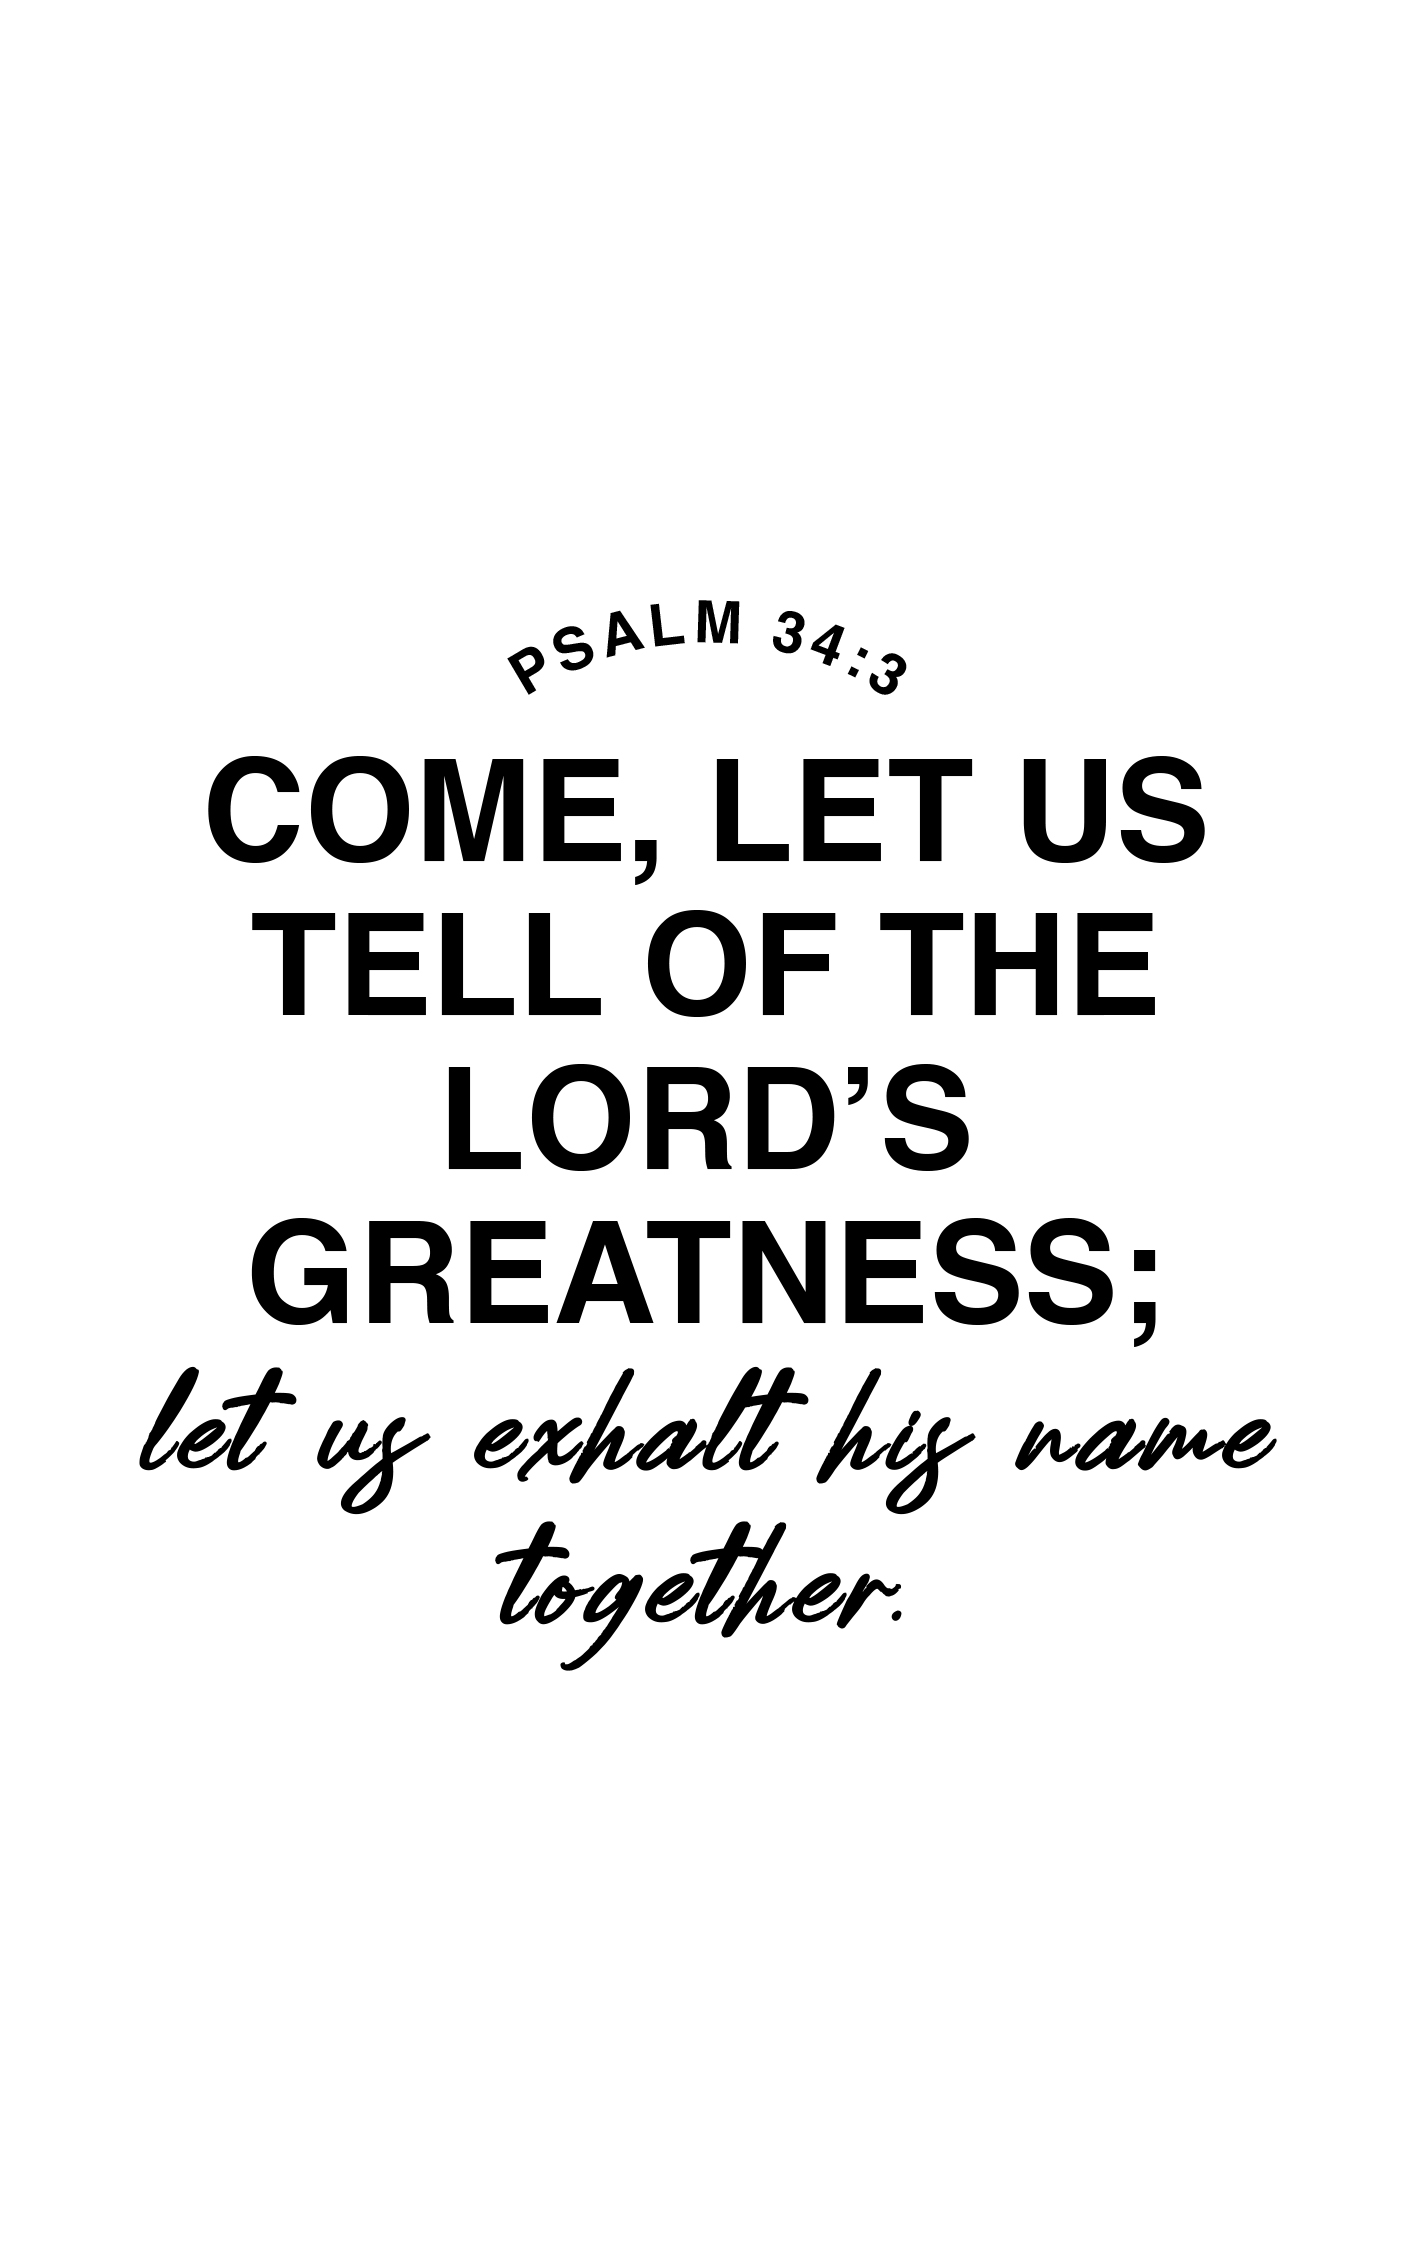 PSALM 34:3
COME, LET US
TELL OF THE
LORD’S
GREATNESS;
let us exhalt his name
together.